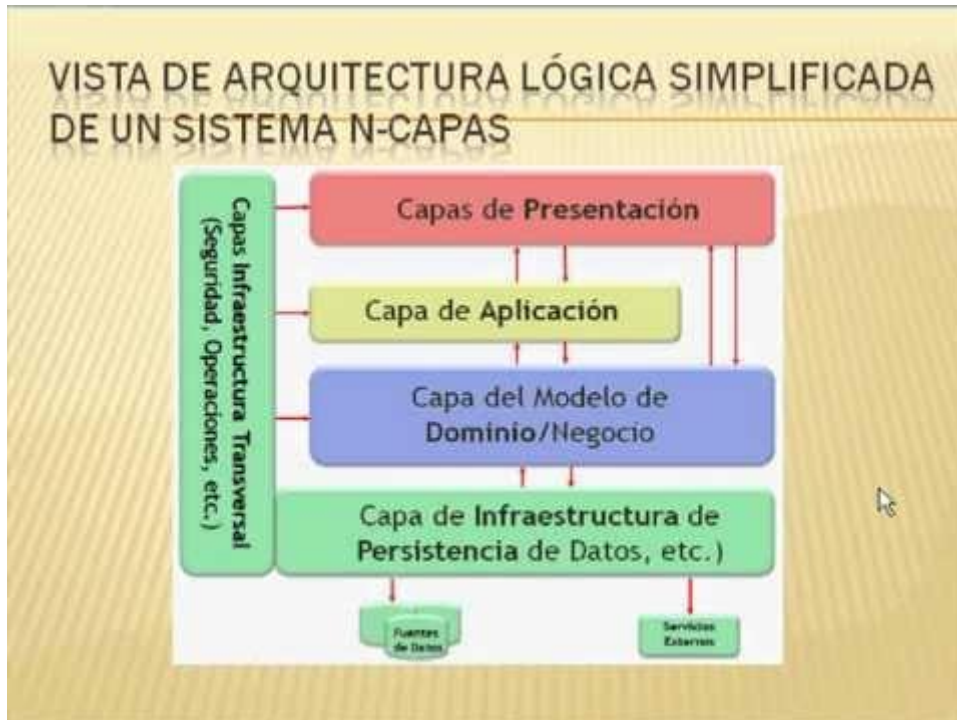 VISTA DE ARQUITECTURA LÓGICA SIMPLIFICADA
DE UN SISTEMA N-CAPAS
Capas Infraestructura Transversal
(Seguridad, Operaciones, etc.)
Capas de Presentación
Capa de Aplicación
Capa del Modelo de
Dominio/Negocio
Capa de Infraestructura de
Persistencia de Datos, etc.)
Fuentes
de Datos
Servicios
Externos